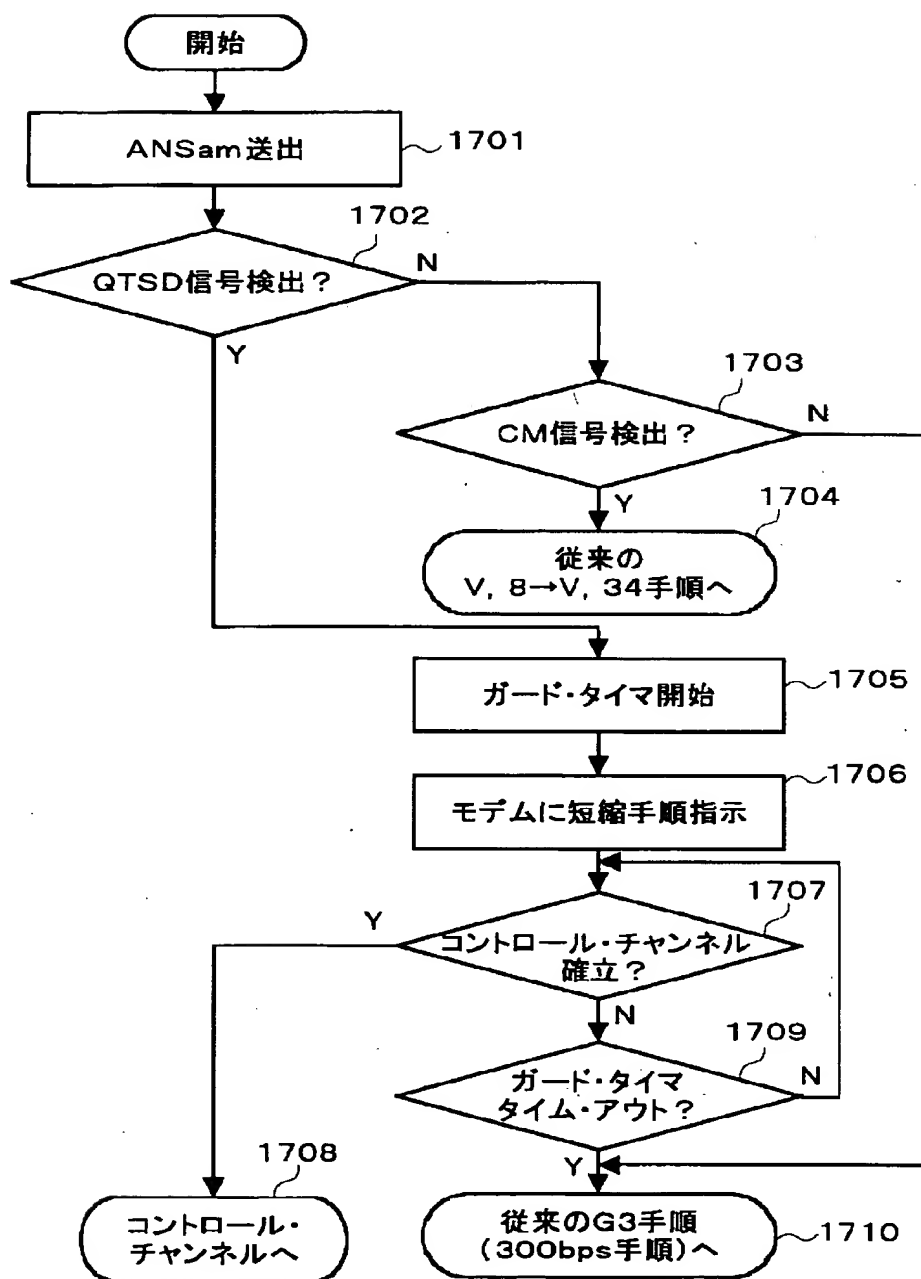 開始
ANSam送出
1701
1702
QTSD信号検出?
N
Y
1703
CM信号検出?
N
Y
1704
従来の
V, 8→V, 34手順へ
ガード・タイマ開始
1705
モデムに短縮手順指示
1706
1707
Y
コントロール・チャンネル
確立?
N
1709
ガード・タイマ
タイム・アウト?
N
Y
1708
コントロール・
チャンネルへ
従来のG3手順
(300bps手順)へ
1710